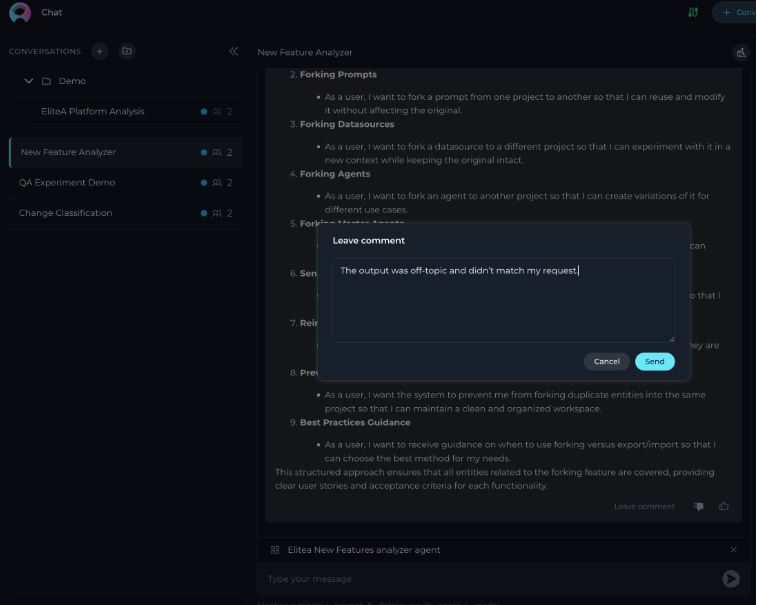 Chat
+ Conv
CONVERSATIONS
New Feature Analyzer
Demo
EliteA Platform Analysis 2
New Feature Analyzer 2
QA Experiment Demo 2
Change Classification 2
2. Forking Prompts
As a user, I want to fork a prompt from one project to another so that I can reuse and modify
it without affecting the original.
3. Forking Datasources
As a user, I want to fork a datasource to a different project so that I can experiment with it in a
new context while keeping the original intact.
4. Forking Agents
As a user, I want to fork an agent to another project so that I can create variations of it for
different use cases.
5. Forking Master Agents
can
6. Sen
o that I
7. Rei
hey are
8. Prev
Leave comment
The output was off-topic and didn't match my request.
Cancel Send
As a user, I want the system to prevent me from forking duplicate entities into the same
project so that I can maintain a clean and organized workspace.
9. Best Practices Guidance
As a user, I want to receive guidance on when to use forking versus export/import so that I
can choose the best method for my needs.
This structured approach ensures that all entities related to the forking feature are covered, providing
clear user stories and acceptance criteria for each functionality.
Leave comment
Elitea New Features analyzer agent
Type your message